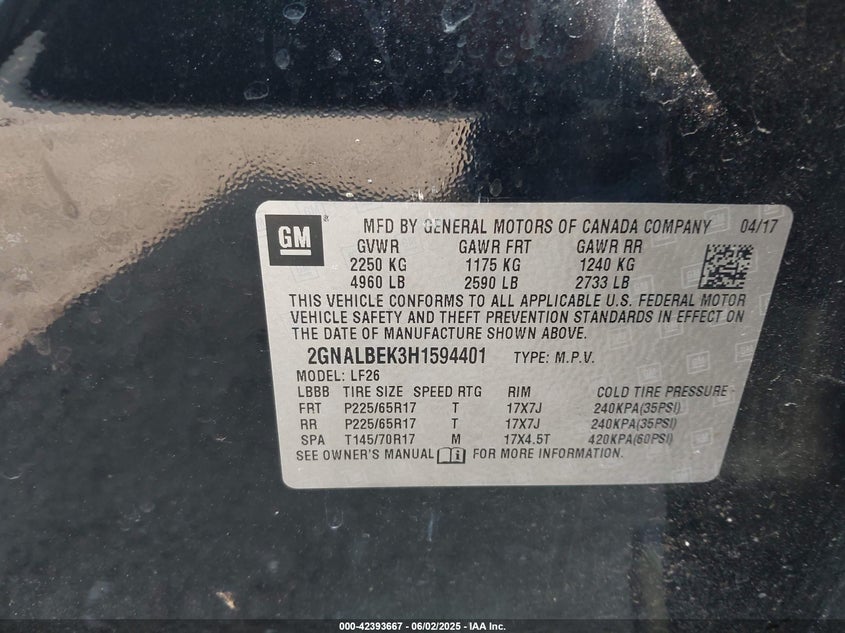 GM ® MFD BY GENERAL MOTORS OF CANADA COMPANY 04/17
GVWR GAWR FRT GAWR RR
2250 KG 1175 KG 1240 KG
4960 LB 2590 LB 2733 LB
THIS VEHICLE CONFORMS TO ALL APPLICABLE U.S. FEDERAL MOTOR
VEHICLE SAFETY AND THEFT PREVENTION STANDARDS IN EFFECT ON
THE DATE OF MANUFACTURE SHOWN ABOVE.
2GNALBEK3H1594401 TYPE: M.P.V.
MODEL: LF26
LBBB TIRE SIZE SPEED RTG RIM COLD TIRE PRESSURE
FRT P225/65R17 T 17X7J 240KPA(35PSI)
RR P225/65R17 T 17X7J 240KPA(35PSI)
SPA T145/70R17 M 17X4.5T 420KPA(60PSI)
SEE OWNER'S MANUAL FOR MORE INFORMATION.
000-42393667 - 06/02/2025 - IAA Inc.